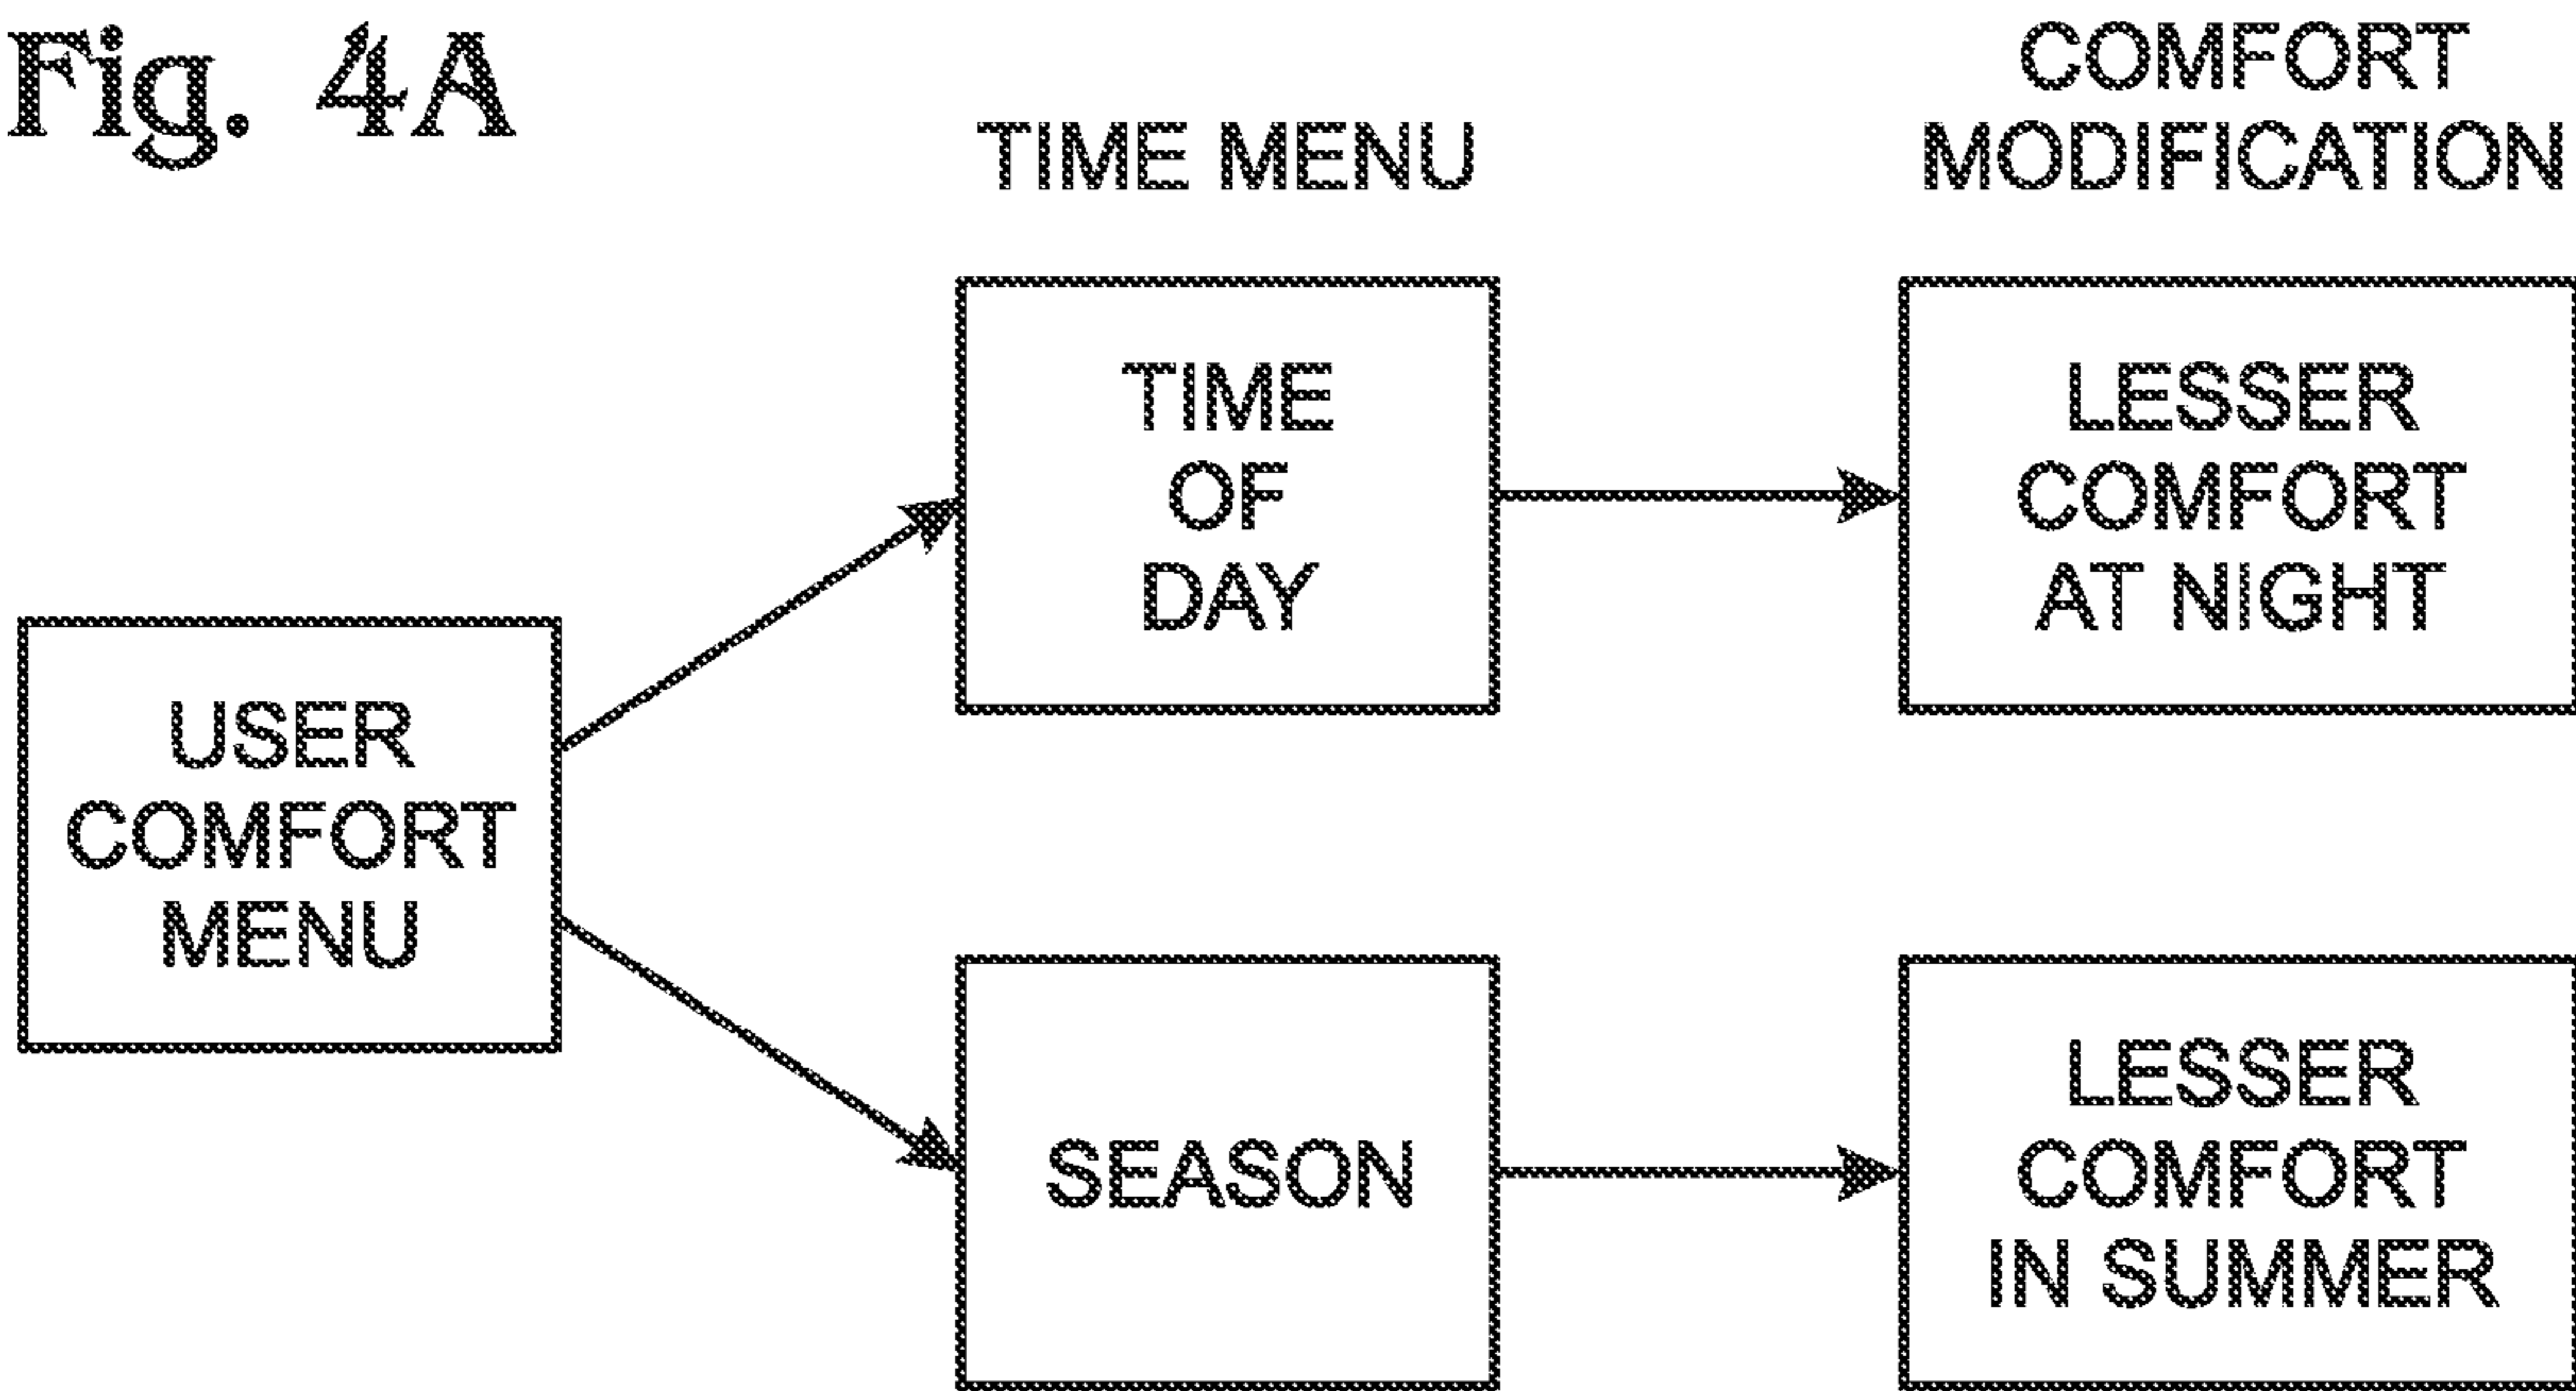 Fig. 4A
TIME MENU
COMFORT
MODIFICATION
TIME
OF
DAY
LESSER
COMFORT
AT NIGHT
USER
COMFORT
MENU
SEASON
LESSER
COMFORT
IN SUMMER